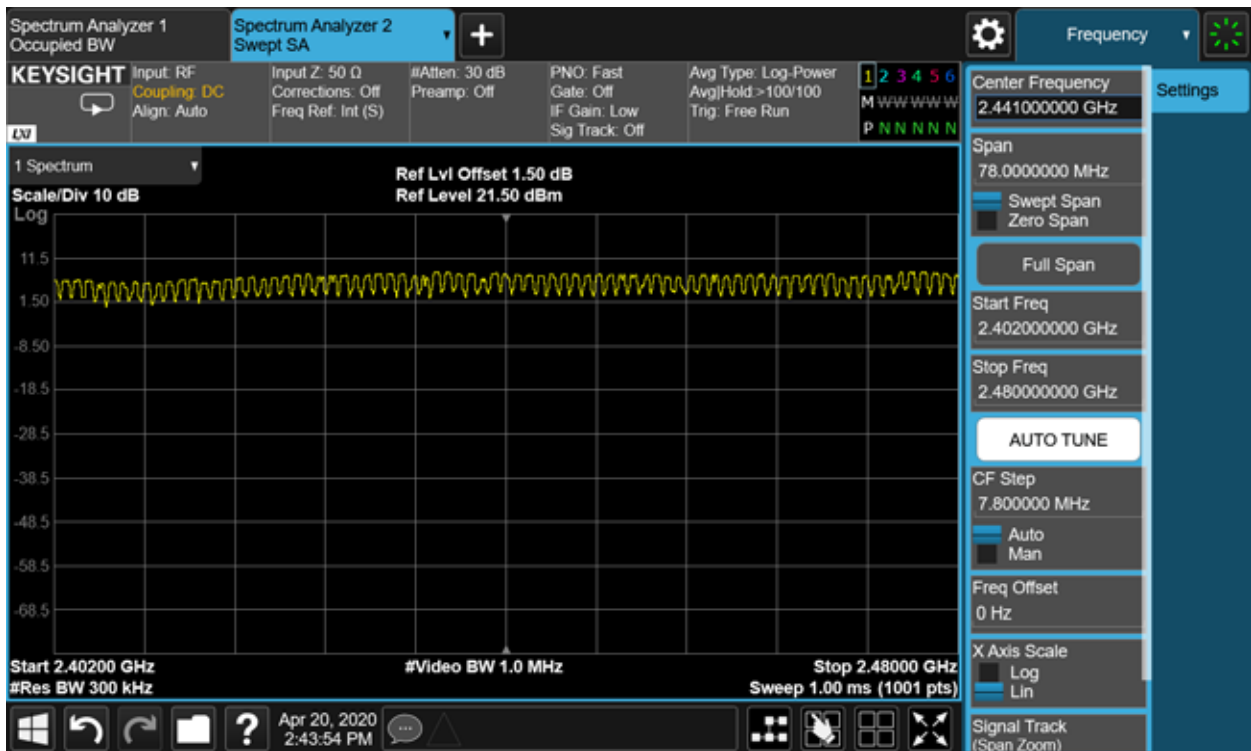 Spectrum Analyzer 1
Occupied BW
Spectrum Analyzer 2
Swept SA
Frequency
KEYSIGHT
LXI
Input: RF
Coupling: DC
Align: Auto
Input Z: 50 Ω
Corrections: Off
Freq Ref: Int (S)
#Atten: 30 dB
Preamp: Off
PNO: Fast
Gate: Off
IF Gain: Low
Sig Track: Off
Avg Type: Log-Power
Avg|Hold:>100/100
Trig: Free Run
1 2 3 4 5 6
M W W W W W
P N N N N N
1 Spectrum
Scale/Div 10 dB
Ref Lvl Offset 1.50 dB
Ref Level 21.50 dBm
Log
11.5
1.50
-8.50
-18.5
-28.5
-38.5
-48.5
-58.5
-68.5
Start 2.40200 GHz
#Res BW 300 kHz
#Video BW 1.0 MHz
Stop 2.48000 GHz
Sweep 1.00 ms (1001 pts)
Center Frequency
2.441000000 GHz
Settings
Span
78.0000000 MHz
Swept Span
Zero Span
Full Span
Start Freq
2.402000000 GHz
Stop Freq
2.480000000 GHz
AUTO TUNE
CF Step
7.800000 MHz
Auto
Man
Freq Offset
0 Hz
X Axis Scale
Log
Lin
Signal Track
(Span Zoom)
?
Apr 20, 2020
2:43:54 PM